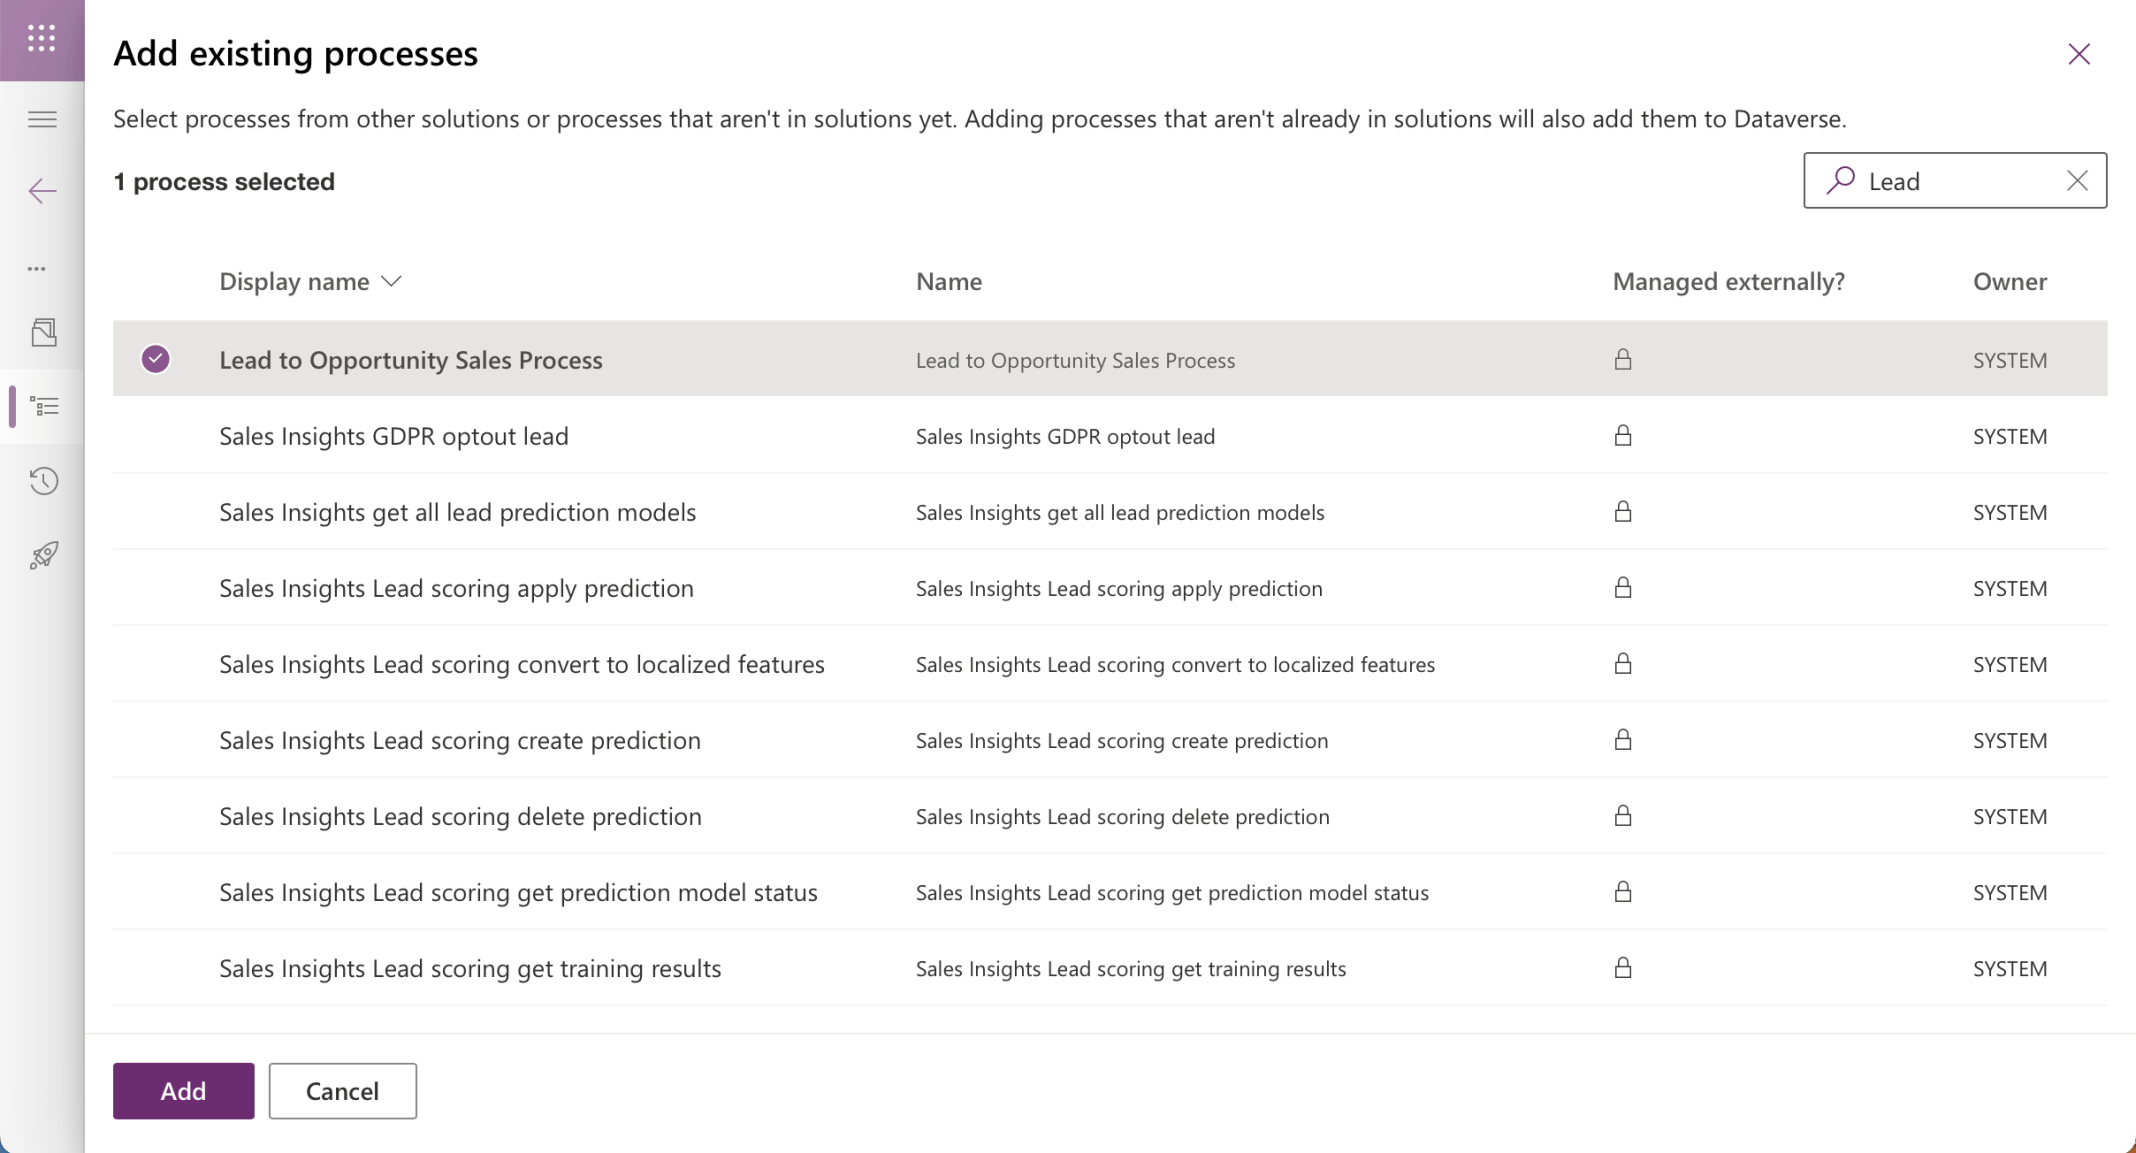 Add existing processes
Select processes from other solutions or processes that aren't in solutions yet. Adding processes that aren't already in solutions will also add them to Dataverse.
1 process selected
Lead
Display name Name Managed externally? Owner
Lead to Opportunity Sales Process Lead to Opportunity Sales Process SYSTEM
Sales Insights GDPR optout lead Sales Insights GDPR optout lead SYSTEM
Sales Insights get all lead prediction models Sales Insights get all lead prediction models SYSTEM
Sales Insights Lead scoring apply prediction Sales Insights Lead scoring apply prediction SYSTEM
Sales Insights Lead scoring convert to localized features Sales Insights Lead scoring convert to localized features SYSTEM
Sales Insights Lead scoring create prediction Sales Insights Lead scoring create prediction SYSTEM
Sales Insights Lead scoring delete prediction Sales Insights Lead scoring delete prediction SYSTEM
Sales Insights Lead scoring get prediction model status Sales Insights Lead scoring get prediction model status SYSTEM
Sales Insights Lead scoring get training results Sales Insights Lead scoring get training results SYSTEM
Add Cancel